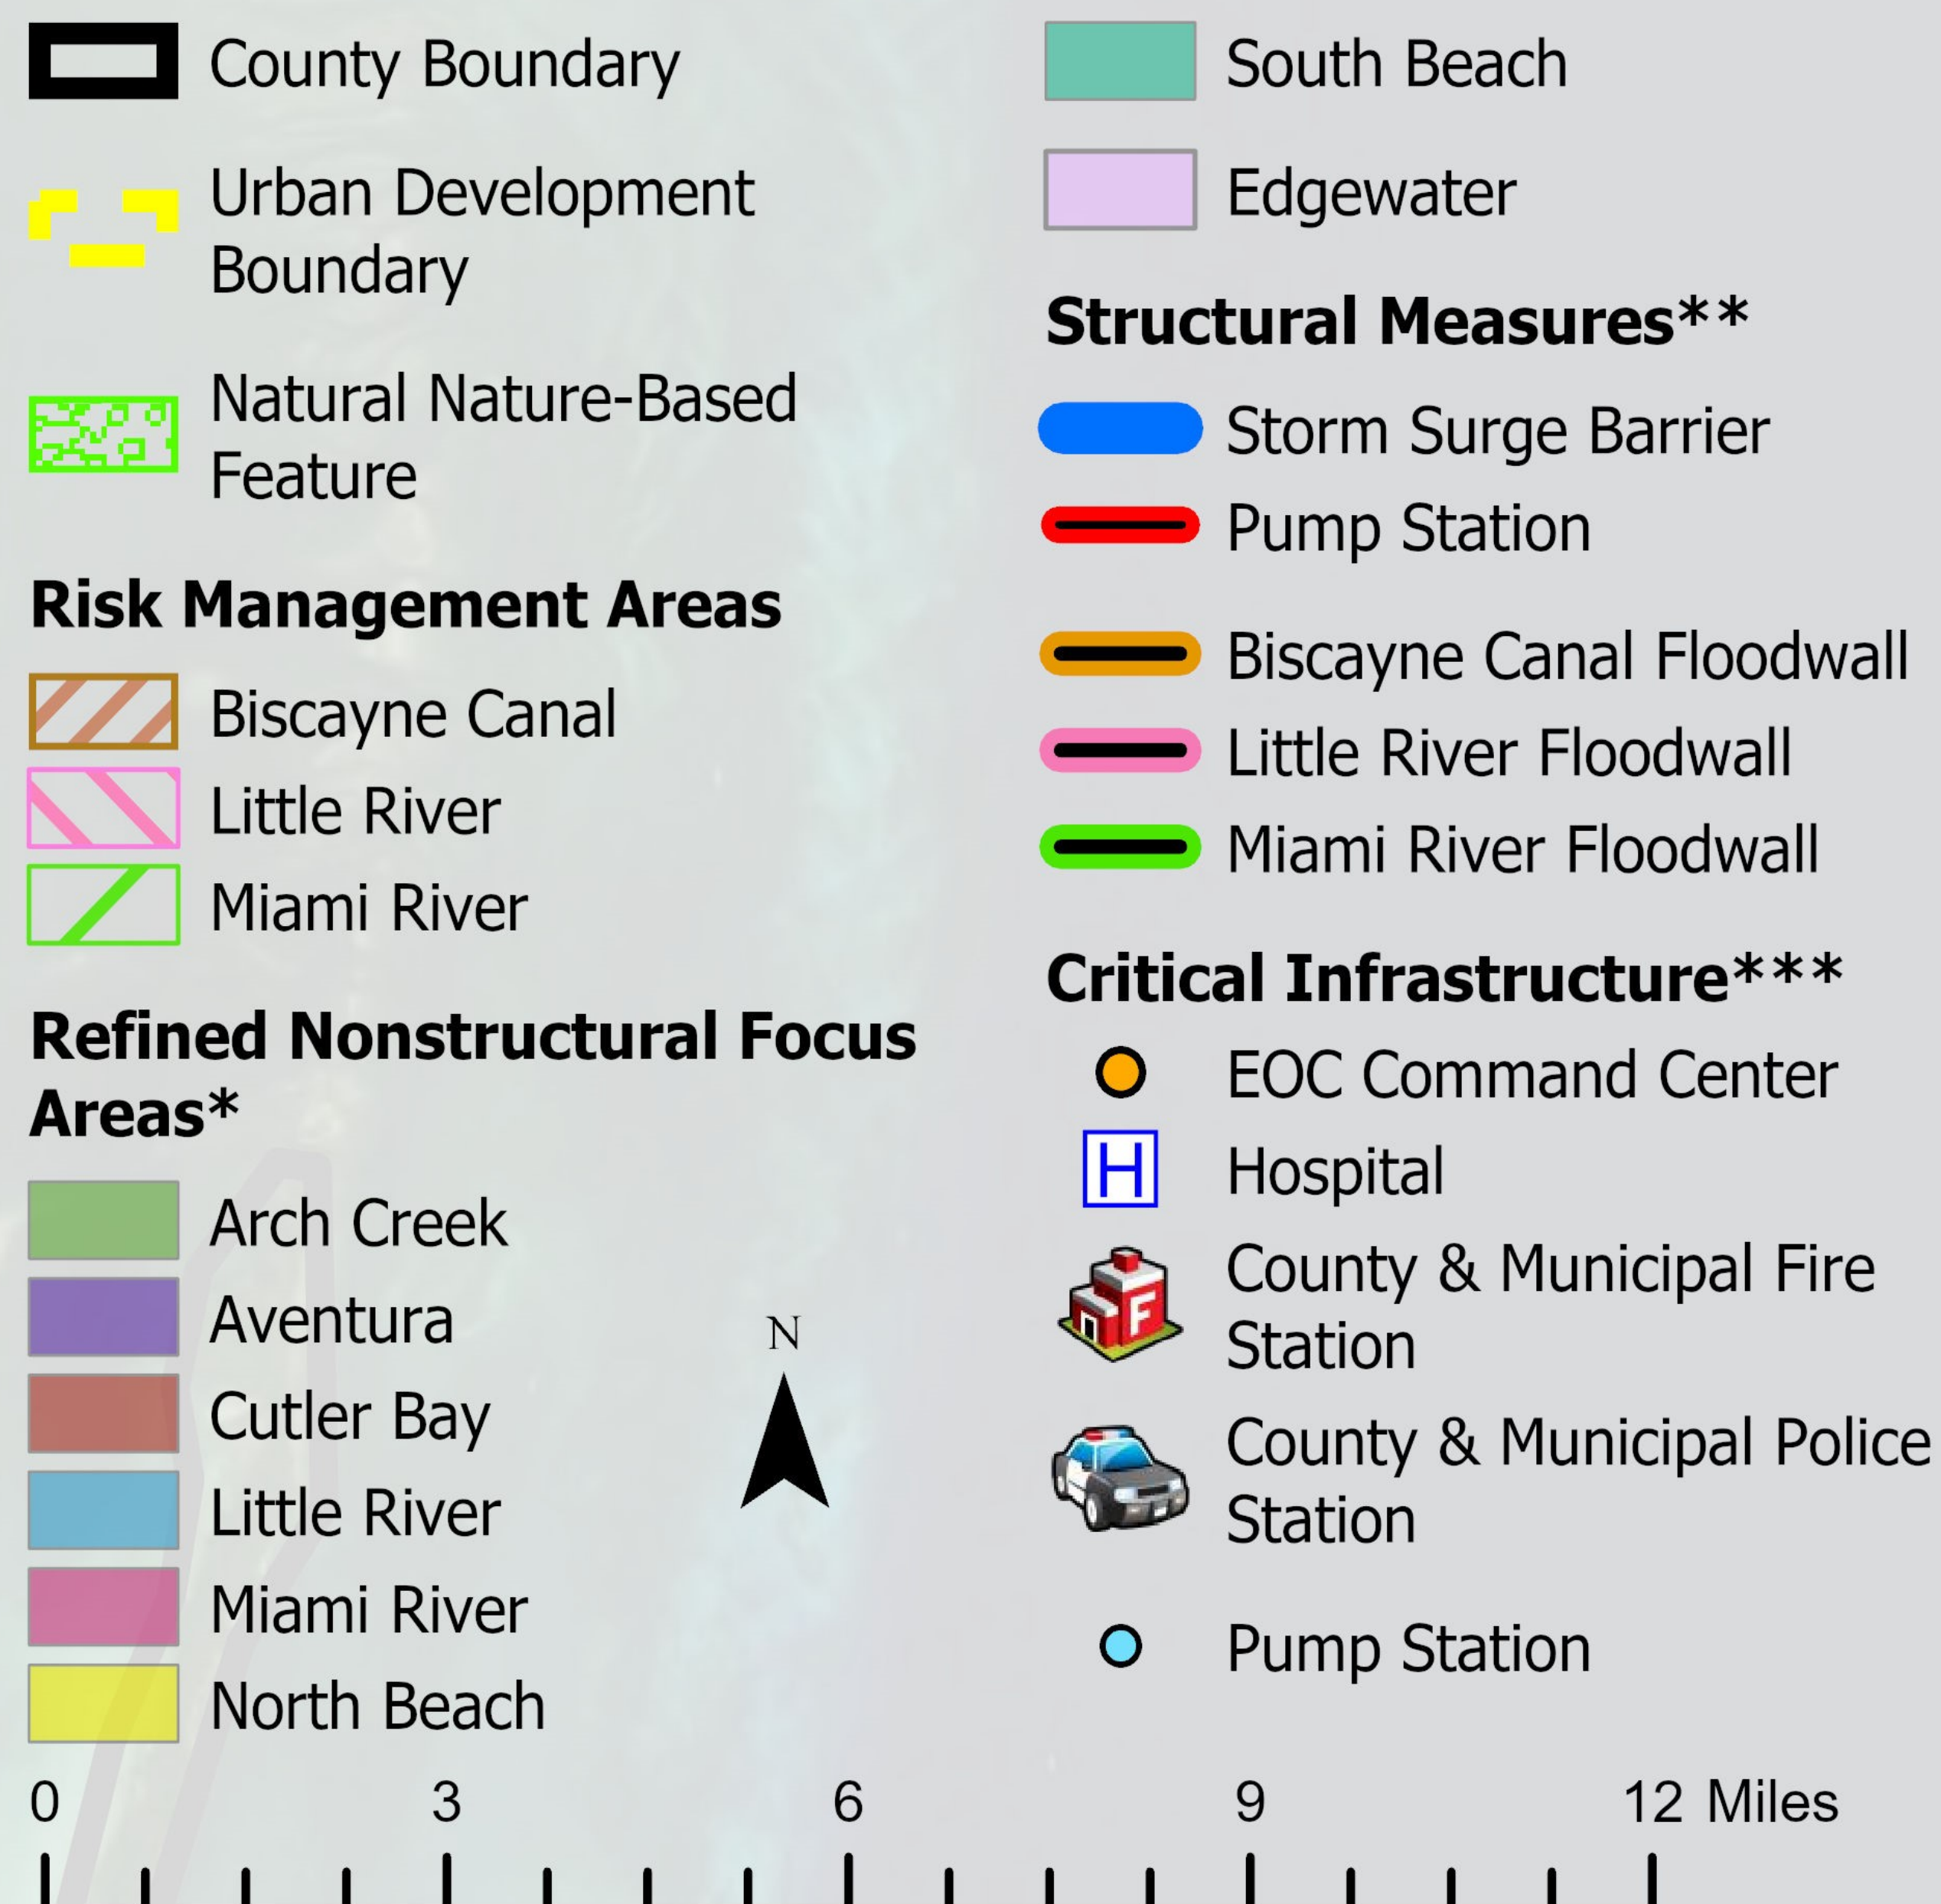 County Boundary
Urban Development
Boundary
Natural Nature-Based
Feature
Risk Management Areas
Biscayne Canal
Little River
Miami River
Refined Nonstructural Focus
Areas*
Arch Creek
Aventura
Cutler Bay
Little River
Miami River
North Beach
South Beach
Edgewater
Structural Measures**
Storm Surge Barrier
Pump Station
Biscayne Canal Floodwall
Little River Floodwall
Miami River Floodwall
Critical Infrastructure***
EOC Command Center
H Hospital
F County & Municipal Fire
Station
County & Municipal Police
Station
Pump Station
N
0 3 6 9 12 Miles